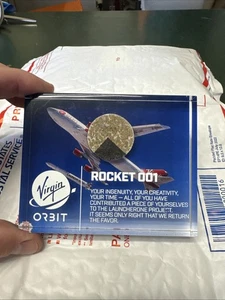 ROCKET 001
YOUR INGENUITY, YOUR CREATIVITY,
YOUR TIME – ALL OF YOU HAVE
CONTRIBUTED A PIECE OF YOURSELVES
TO THE LAUNCHERONE PROJECT.
IT SEEMS ONLY RIGHT THAT WE RETURN
THE FAVOR.
Virgin
ORBIT